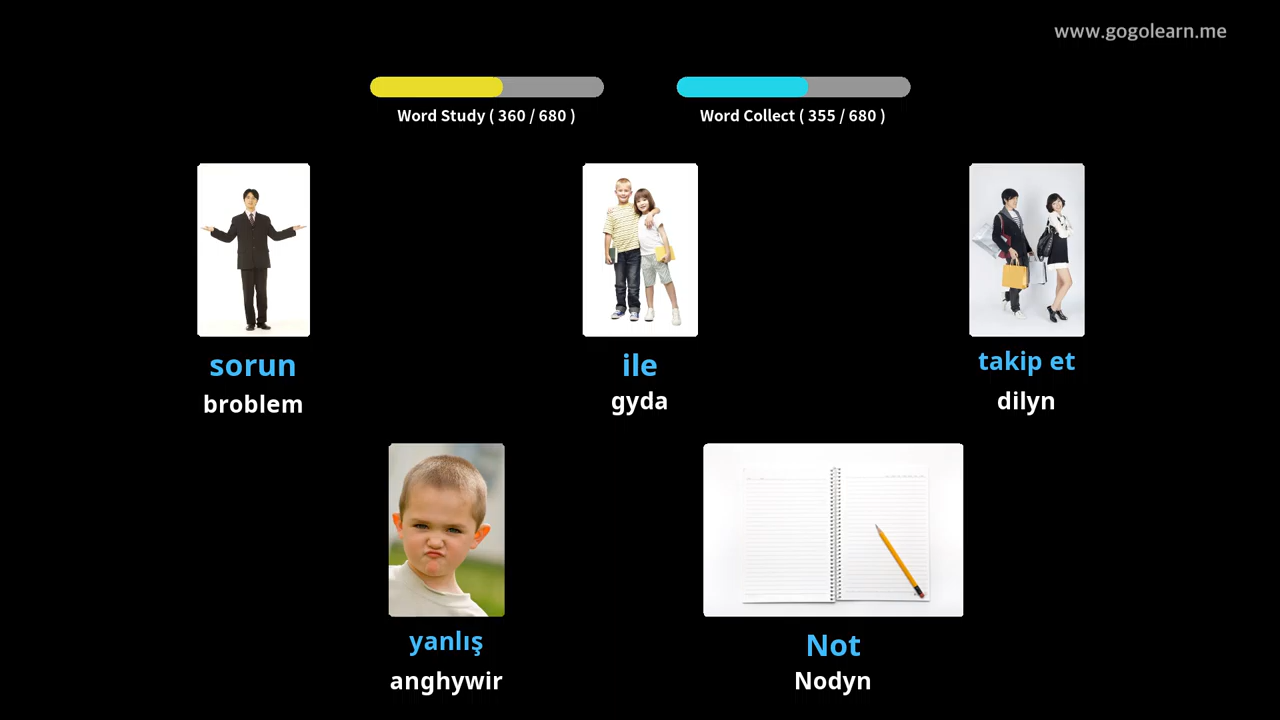 www.gogolearn.me
Word Study ( 360 / 680 )
Word Collect ( 355 / 680 )
sorun
broblem
ile
gyda
takip et
dilyn
yanlış
anghywir
Not
Nodyn